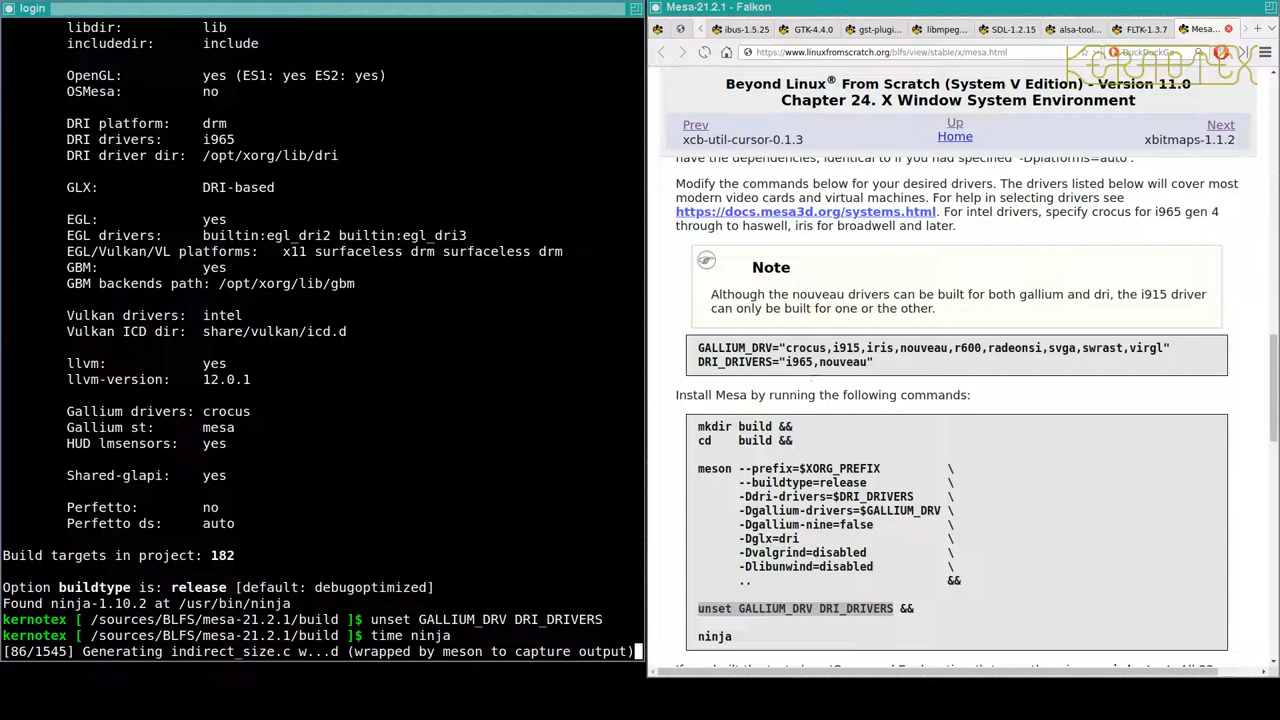 login
libdir: lib
includedir: include
OpenGL: yes (ES1: yes ES2: yes)
OSMesa: no
DRI platform: drm
DRI drivers: i965
DRI driver dir: /opt/xorg/lib/dri
GLX: DRI-based
EGL: yes
EGL drivers: builtin:egl_dri2 builtin:egl_dri3
EGL/Vulkan/VL platforms: x11 surfaceless drm surfaceless drm
GBM: yes
GBM backends path: /opt/xorg/lib/gbm
Vulkan drivers: intel
Vulkan ICD dir: share/vulkan/icd.d
llvm: yes
llvm-version: 12.0.1
Gallium drivers: crocus
Gallium st: mesa
HUD lmsensors: yes
Shared-glapi: yes
Perfetto: no
Perfetto ds: auto
Build targets in project: 182
Option buildtype is: release [default: debugoptimized]
Found ninja-1.10.2 at /usr/bin/ninja
kernotex [ /sources/BLFS/mesa-21.2.1/build ]$ unset GALLIUM_DRV DRI_DRIVERS
kernotex [ /sources/BLFS/mesa-21.2.1/build ]$ time ninja
[86/1545] Generating indirect_size.c w...d (wrapped by meson to capture output)
Mesa-21.2.1 - Falkon
ibus-1.5.25
GTK-4.4.0
gst-plugi...
libmpeg...
SDL-1.2.15
alsa-tool...
FLTK-1.3.7
Mesa...
https://www.linuxfromscratch.org/blfs/view/stable/x/mesa.html
DuckDuckGo
KERNOTEX
Beyond Linux® From Scratch (System V Edition) - Version 11.0
Chapter 24. X Window System Environment
Prev Up Next
xcb-util-cursor-0.1.3 Home xbitmaps-1.1.2
have the dependencies, identical to if you had specified "-Dplatforms=auto".
Modify the commands below for your desired drivers. The drivers listed below will cover most
modern video cards and virtual machines. For help in selecting drivers see
https://docs.mesa3d.org/systems.html. For intel drivers, specify crocus for i965 gen 4
through to haswell, iris for broadwell and later.
Note
Although the nouveau drivers can be built for both gallium and dri, the i915 driver
can only be built for one or the other.
GALLIUM_DRV="crocus,i915,iris,nouveau,r600,radeonsi,svga,swrast,virgl"
DRI_DRIVERS="i965,nouveau"
Install Mesa by running the following commands:
mkdir build &&
cd build &&
meson --prefix=$XORG_PREFIX \
--buildtype=release \
-Ddri-drivers=$DRI_DRIVERS \
-Dgallium-drivers=$GALLIUM_DRV \
-Dgallium-nine=false \
-Dglx=dri \
-Dvalgrind=disabled \
-Dlibunwind=disabled \
.. &&
unset GALLIUM_DRV DRI_DRIVERS &&
ninja